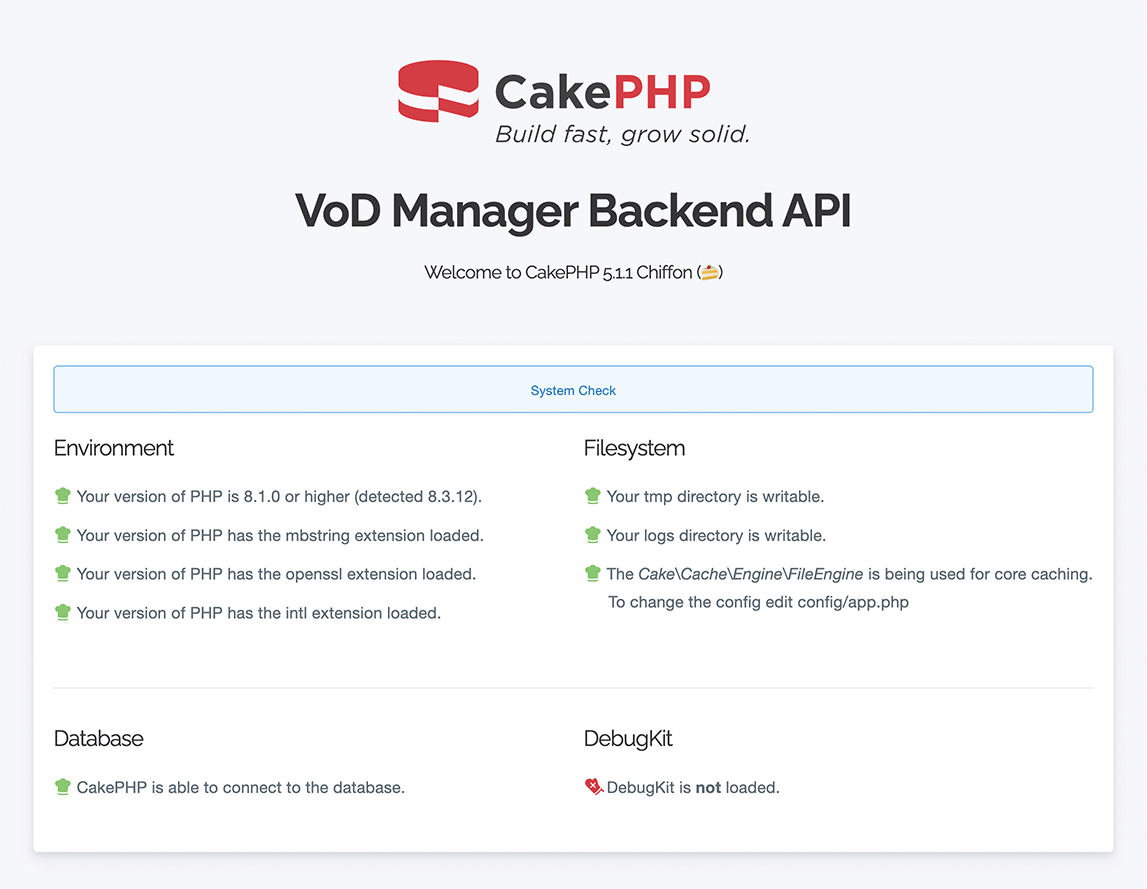 CakePHP
Build fast, grow solid.
VoD Manager Backend API
Welcome to CakePHP 5.1.1 Chiffon (🍰)
System Check
Environment
Your version of PHP is 8.1.0 or higher (detected 8.3.12).
Your version of PHP has the mbstring extension loaded.
Your version of PHP has the openssl extension loaded.
Your version of PHP has the intl extension loaded.
Filesystem
Your tmp directory is writable.
Your logs directory is writable.
The Cake\Cache\Engine\FileEngine is being used for core caching.
To change the config edit config/app.php
Database
CakePHP is able to connect to the database.
DebugKit
DebugKit is not loaded.